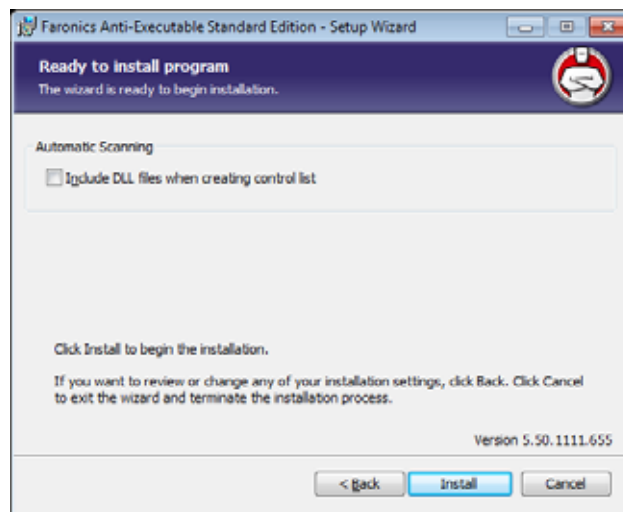 Faronics Anti-Executable Standard Edition - Setup Wizard
Ready to install program
The wizard is ready to begin installation.
Automatic Scanning
Include DLL files when creating control list
Click Install to begin the installation.
If you want to review or change any of your installation settings, click Back. Click Cancel
to exit the wizard and terminate the installation process.
Version 5.50.1111.655
< Back
Install
Cancel